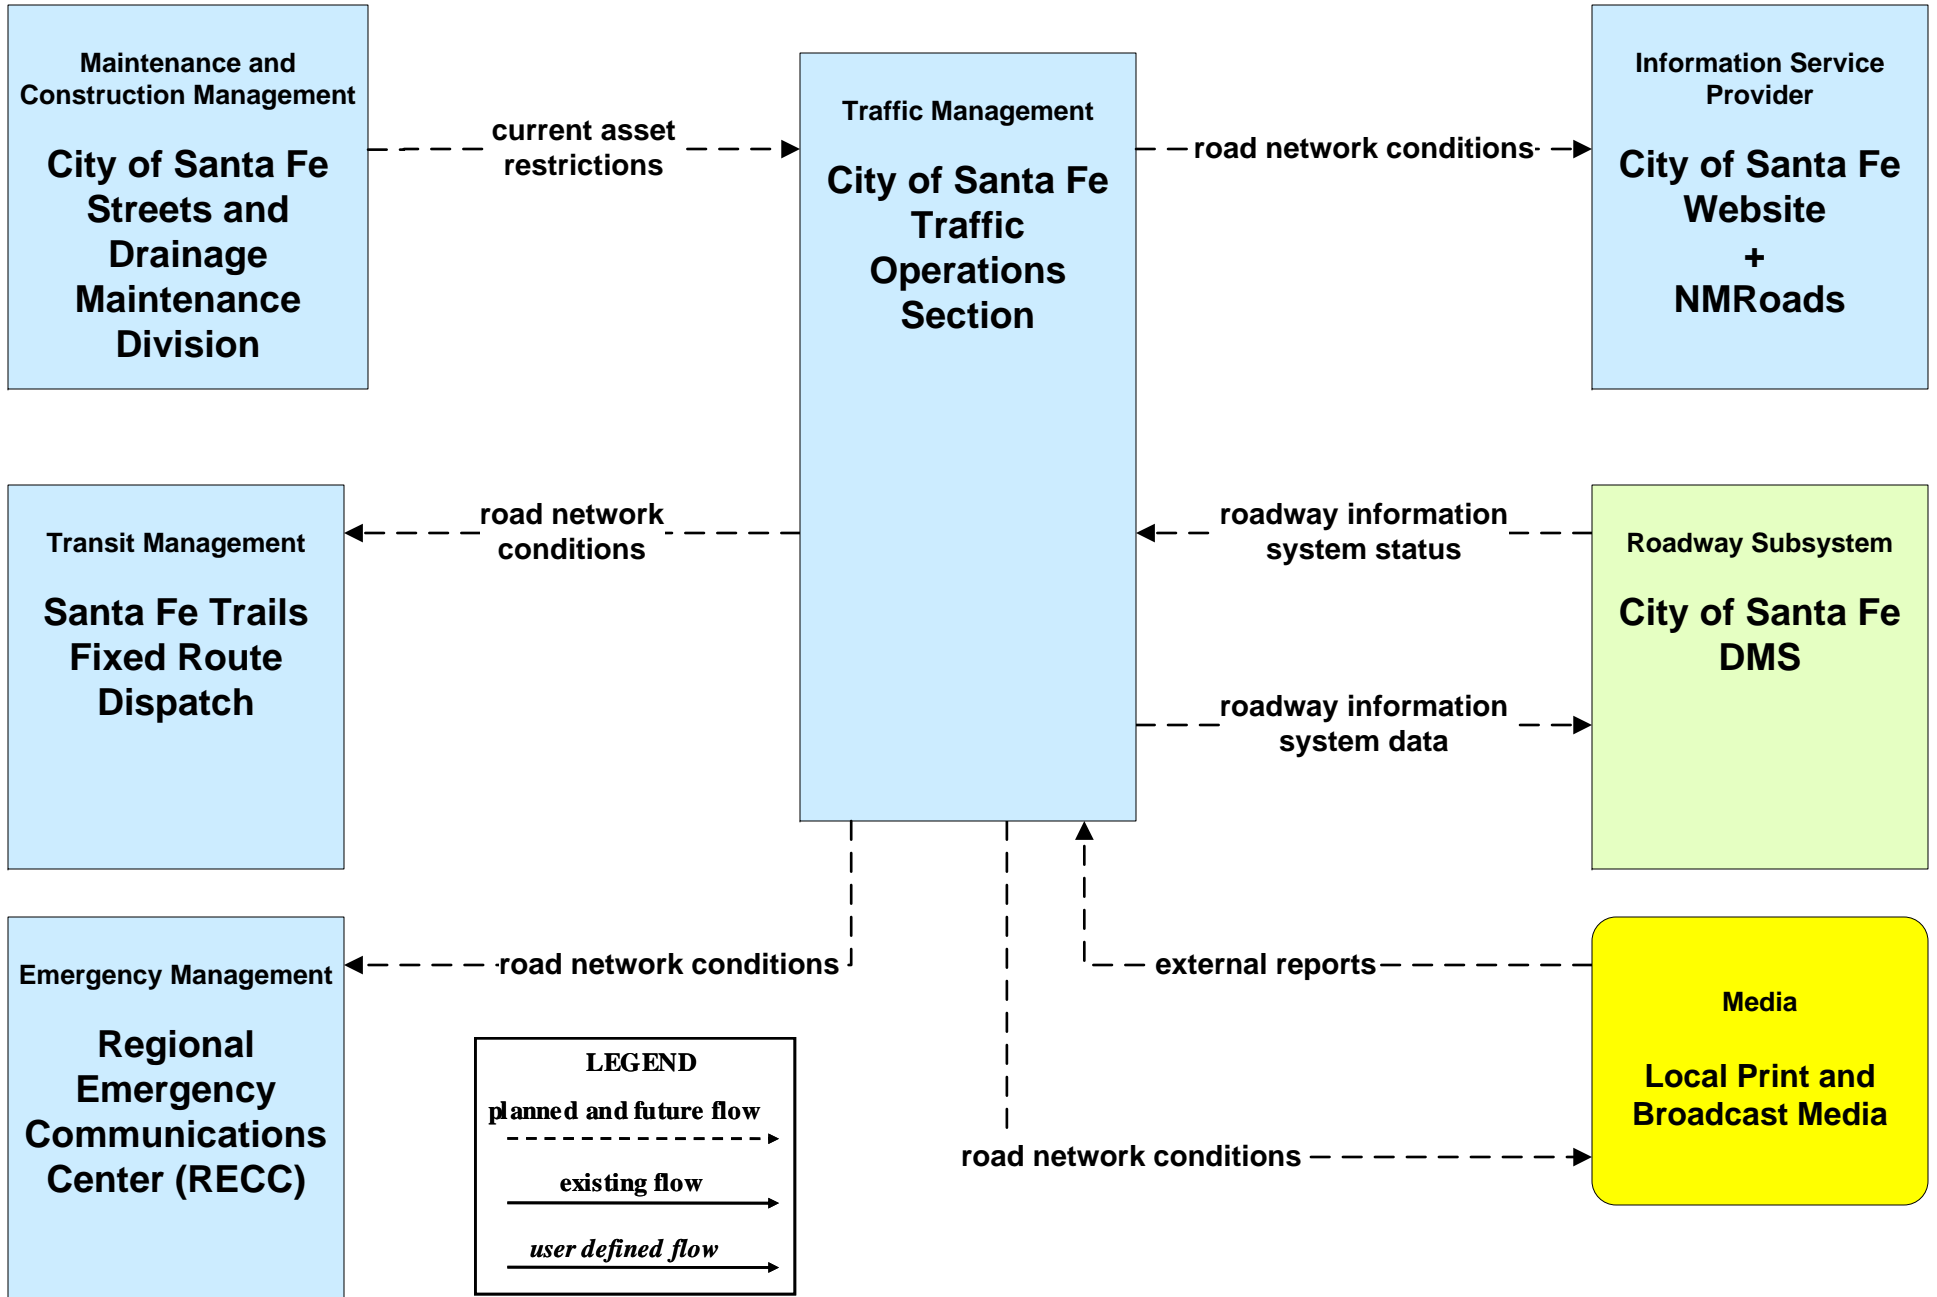 Maintenance and
Construction Management
City of Santa Fe
Streets and
Drainage
Maintenance
Division
current asset
restrictions
Traffic Management
City of Santa Fe
Traffic
Operations
Section
road network conditions
Information Service
Provider
City of Santa Fe
Website
+
NMRoads
Transit Management
Santa Fe Trails
Fixed Route
Dispatch
road network
conditions
roadway information
system status
roadway information
system data
Roadway Subsystem
City of Santa Fe
DMS
Emergency Management
Regional
Emergency
Communications
Center (RECC)
road network conditions
external reports
road network conditions
Media
Local Print and
Broadcast Media
LEGEND
planned and future flow
existing flow
user defined flow